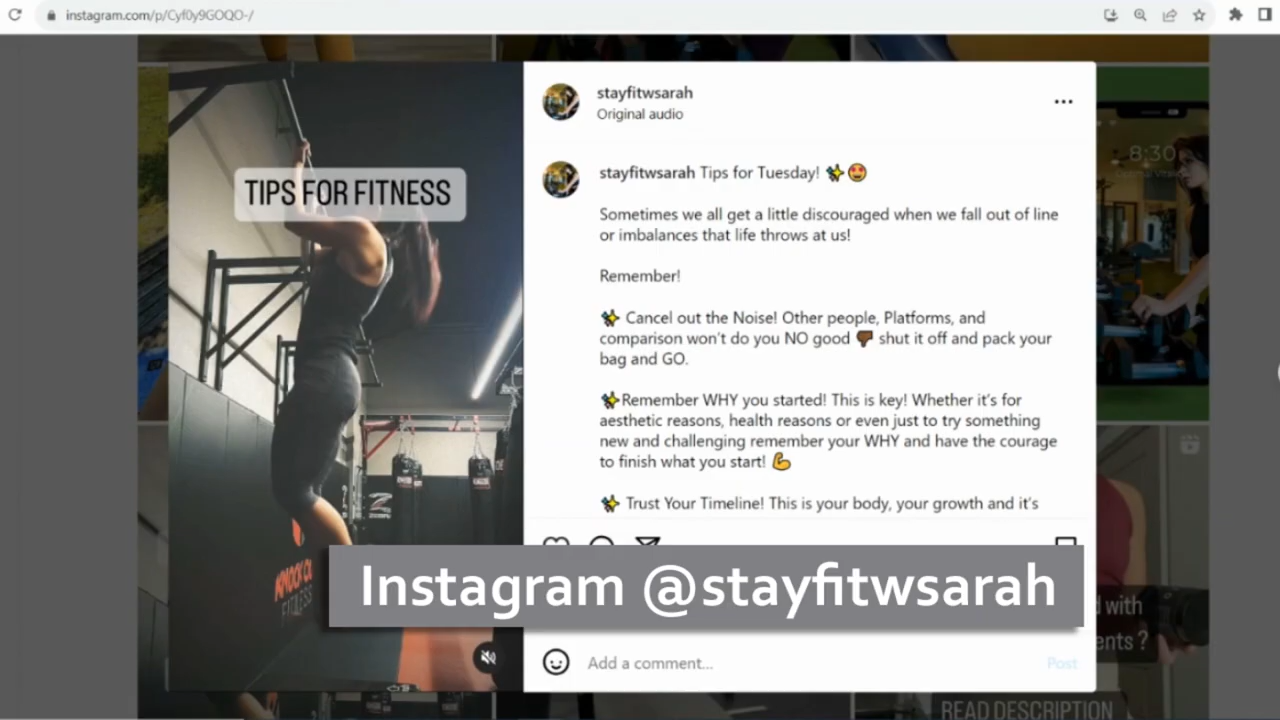 instagram.com/p/Cyf0y9GOQO-/
stayfitwsarah
Original audio
TIPS FOR FITNESS
stayfitwsarah Tips for Tuesday! ✨😍
Sometimes we all get a little discouraged when we fall out of line
or imbalances that life throws at us!
Remember!
✨ Cancel out the Noise! Other people, Platforms, and
comparison won't do you NO good 👎🏾 shut it off and pack your
bag and GO.
✨Remember WHY you started! This is key! Whether it's for
aesthetic reasons, health reasons or even just to try something
new and challenging remember your WHY and have the courage
to finish what you start! 💪
✨ Trust Your Timeline! This is your body, your growth and it's
Instagram @stayfitwsarah
Add a comment...
Post
8:30
d with
ents ?
READ DESCRIPTION
FITNESS